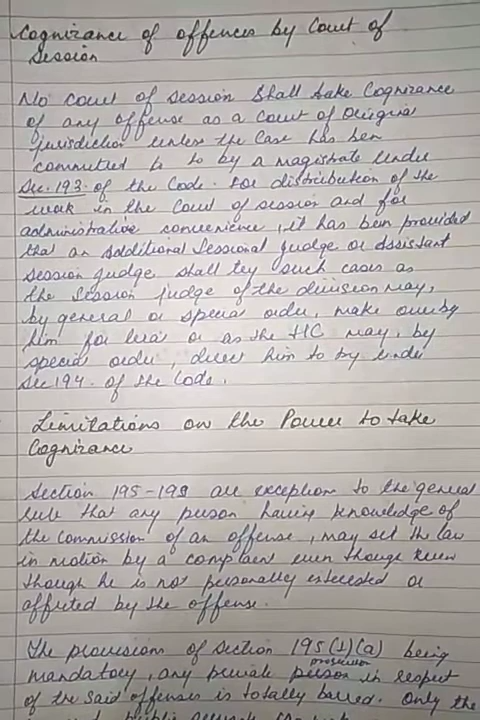 Cognizance of offences by Court of
Session
No court of session shall take Cognizance
of any offense as a court of Original
jurisdiction unless the case has been
committed to to by a magistrate under
Sec. 193 of the Code. For distribution of the
work in the Court of session and for
administrative convenience, it has been provided
that an additional Sessional judge or assistant
session judge shall try such cases as
the session judge of the division may,
by general or special order, make over by
him for trial or as the HC may, by
special order, direct him to by under
Sec 194. of the Code.
Limitations on the Power to take
Cognizance
Section 195-199 are exception to the general
rule that any person having knowledge of
the commission of an offense, may set the law
in motion by a complaint even though
though he is not personally interested or
affected by the offense.
The provisions of section 195(1)(a) being
mandatory, any private prosecution in respect
of the said offenses is totally barred. Only the